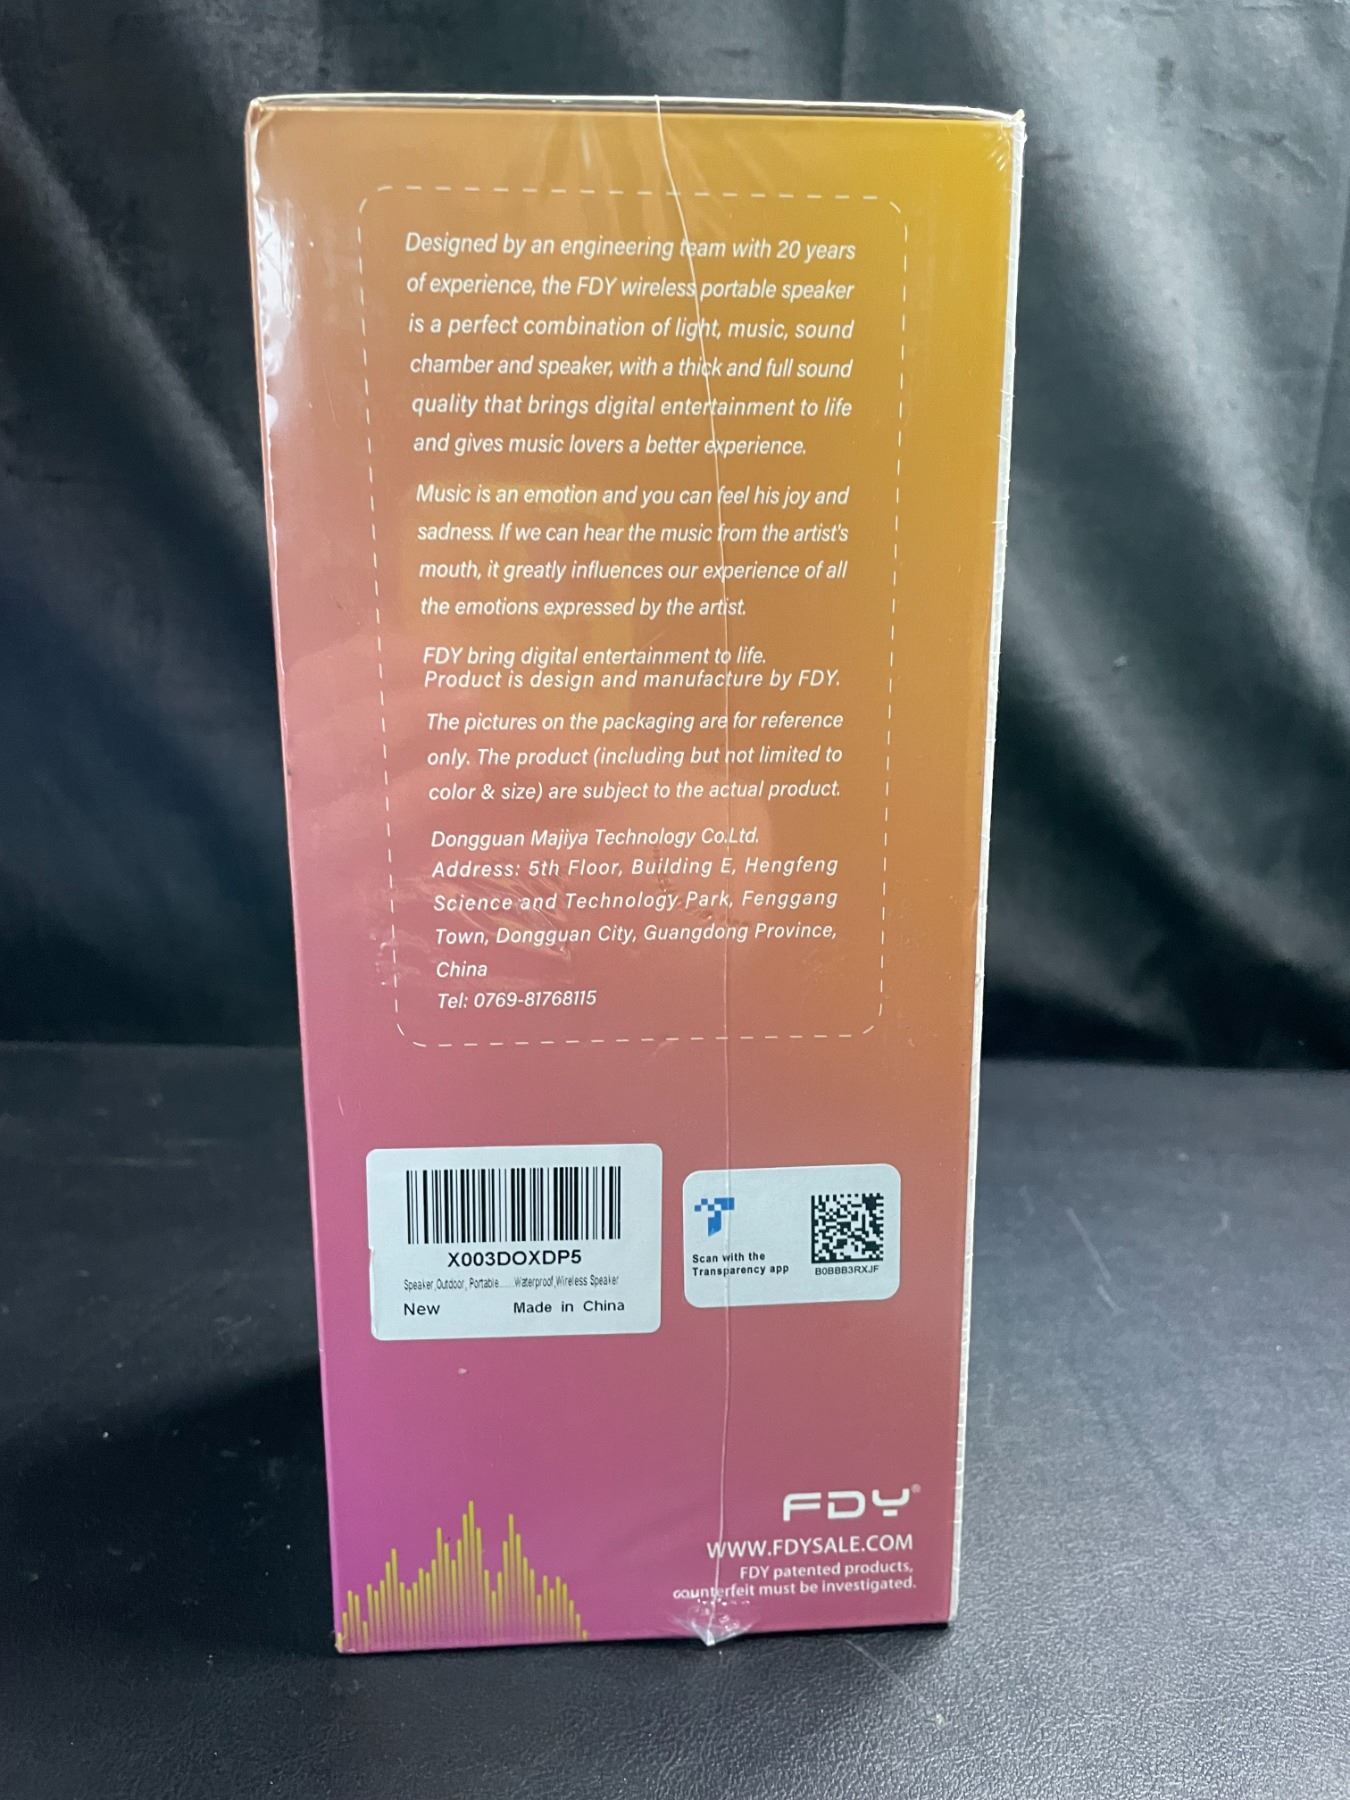 Designed by an engineering team with 20 years
of experience, the FDY wireless portable speaker
is a perfect combination of light, music, sound
chamber and speaker, with a thick and full sound
quality that brings digital entertainment to life
and gives music lovers a better experience.
Music is an emotion and you can feel his joy and
sadness. If we can hear the music from the artist's
mouth, it greatly influences our experience of all
the emotions expressed by the artist.
FDY bring digital entertainment to life.
Product is design and manufacture by FDY.
The pictures on the packaging are for reference
only. The product (including but not limited to
color & size) are subject to the actual product.
Dongguan Majiya Technology Co.Ltd.
Address: 5th Floor, Building E, Hengfeng
Science and Technology Park, Fenggang
Town, Dongguan City, Guangdong Province,
China
Tel: 0769-81768115
X003DOXDP5
Speaker,Outdoor, Portable......Waterproof,Wireless Speaker
New Made in China
Scan with the
Transparency app
B0BBB3RXJF
FDY®
WWW.FDYSALE.COM
FDY patented products,
counterfeit must be investigated.